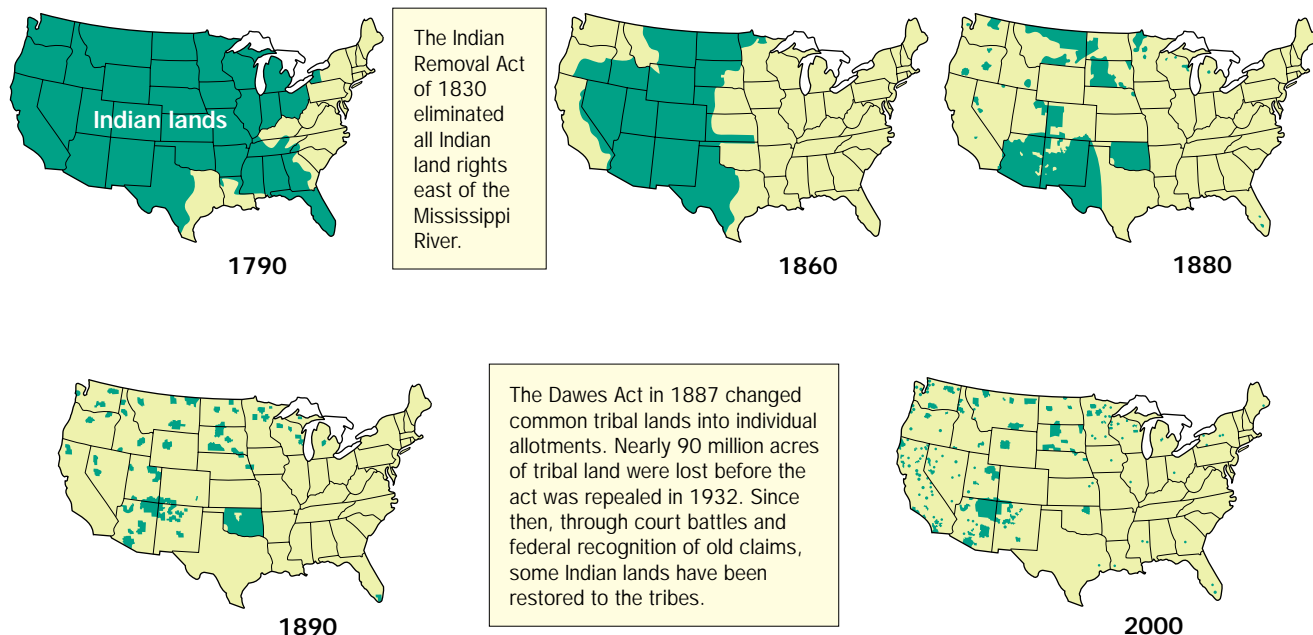 Indian lands
1790
The Indian
Removal Act
of 1830
eliminated
all Indian
land rights
east of the
Mississippi
River.
1860
1880
1890
The Dawes Act in 1887 changed
common tribal lands into individual
allotments. Nearly 90 million acres
of tribal land were lost before the
act was repealed in 1932. Since
then, through court battles and
federal recognition of old claims,
some Indian lands have been
restored to the tribes.
2000